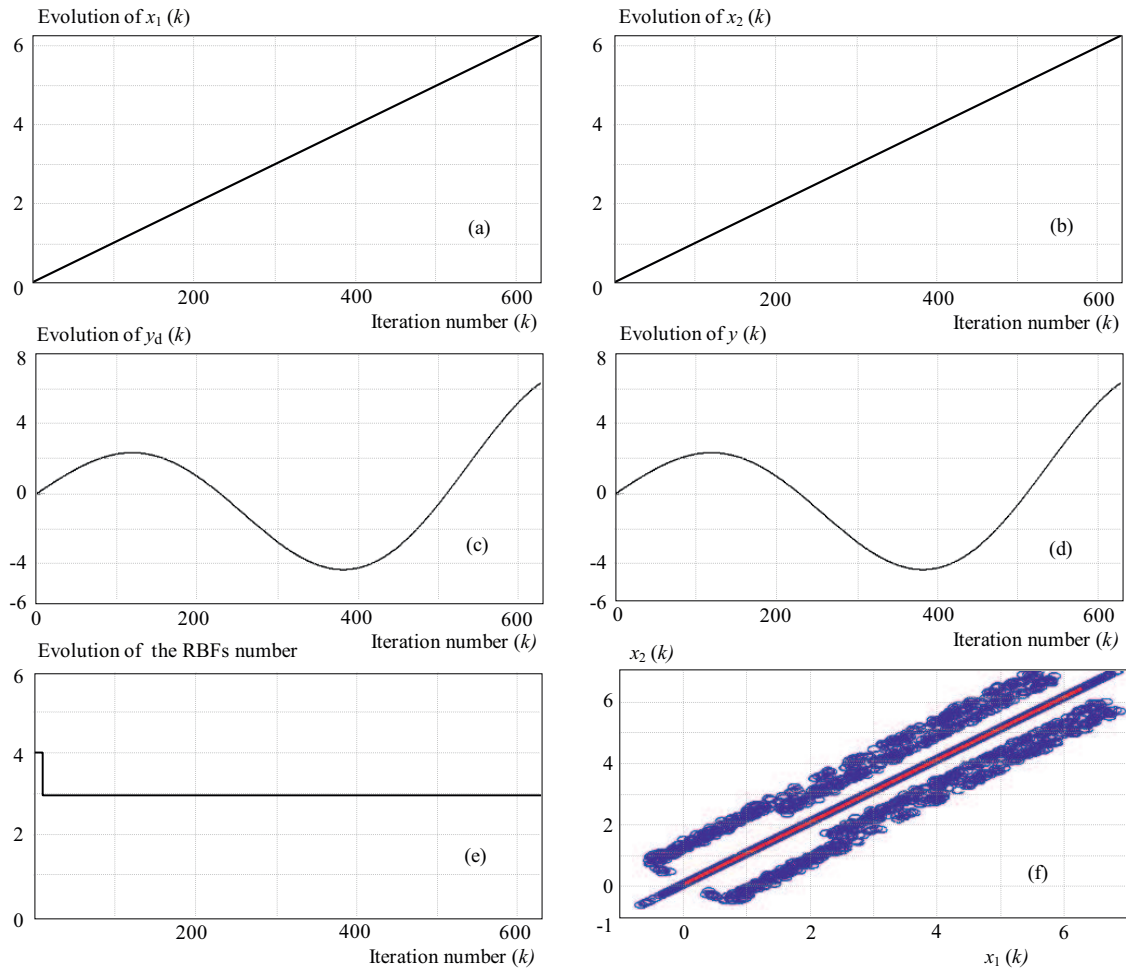 Evolution of x1 (k)
6
4
2
0
(a)
200
400
600
Iteration number (k)
Evolution of x2 (k)
6
4
2
0
(b)
200
400
600
Iteration number (k)
Evolution of yd (k)
8
4
0
-4
-6
(c)
0
200
400
600
Iteration number (k)
Evolution of y (k)
8
4
0
-4
-6
(d)
0
200
400
600
Iteration number (k)
Evolution of the RBFs number
6
4
2
0
(e)
200
400
600
Iteration number (k)
x2 (k)
6
4
2
0
-1
(f)
0
2
4
6
x1 (k)